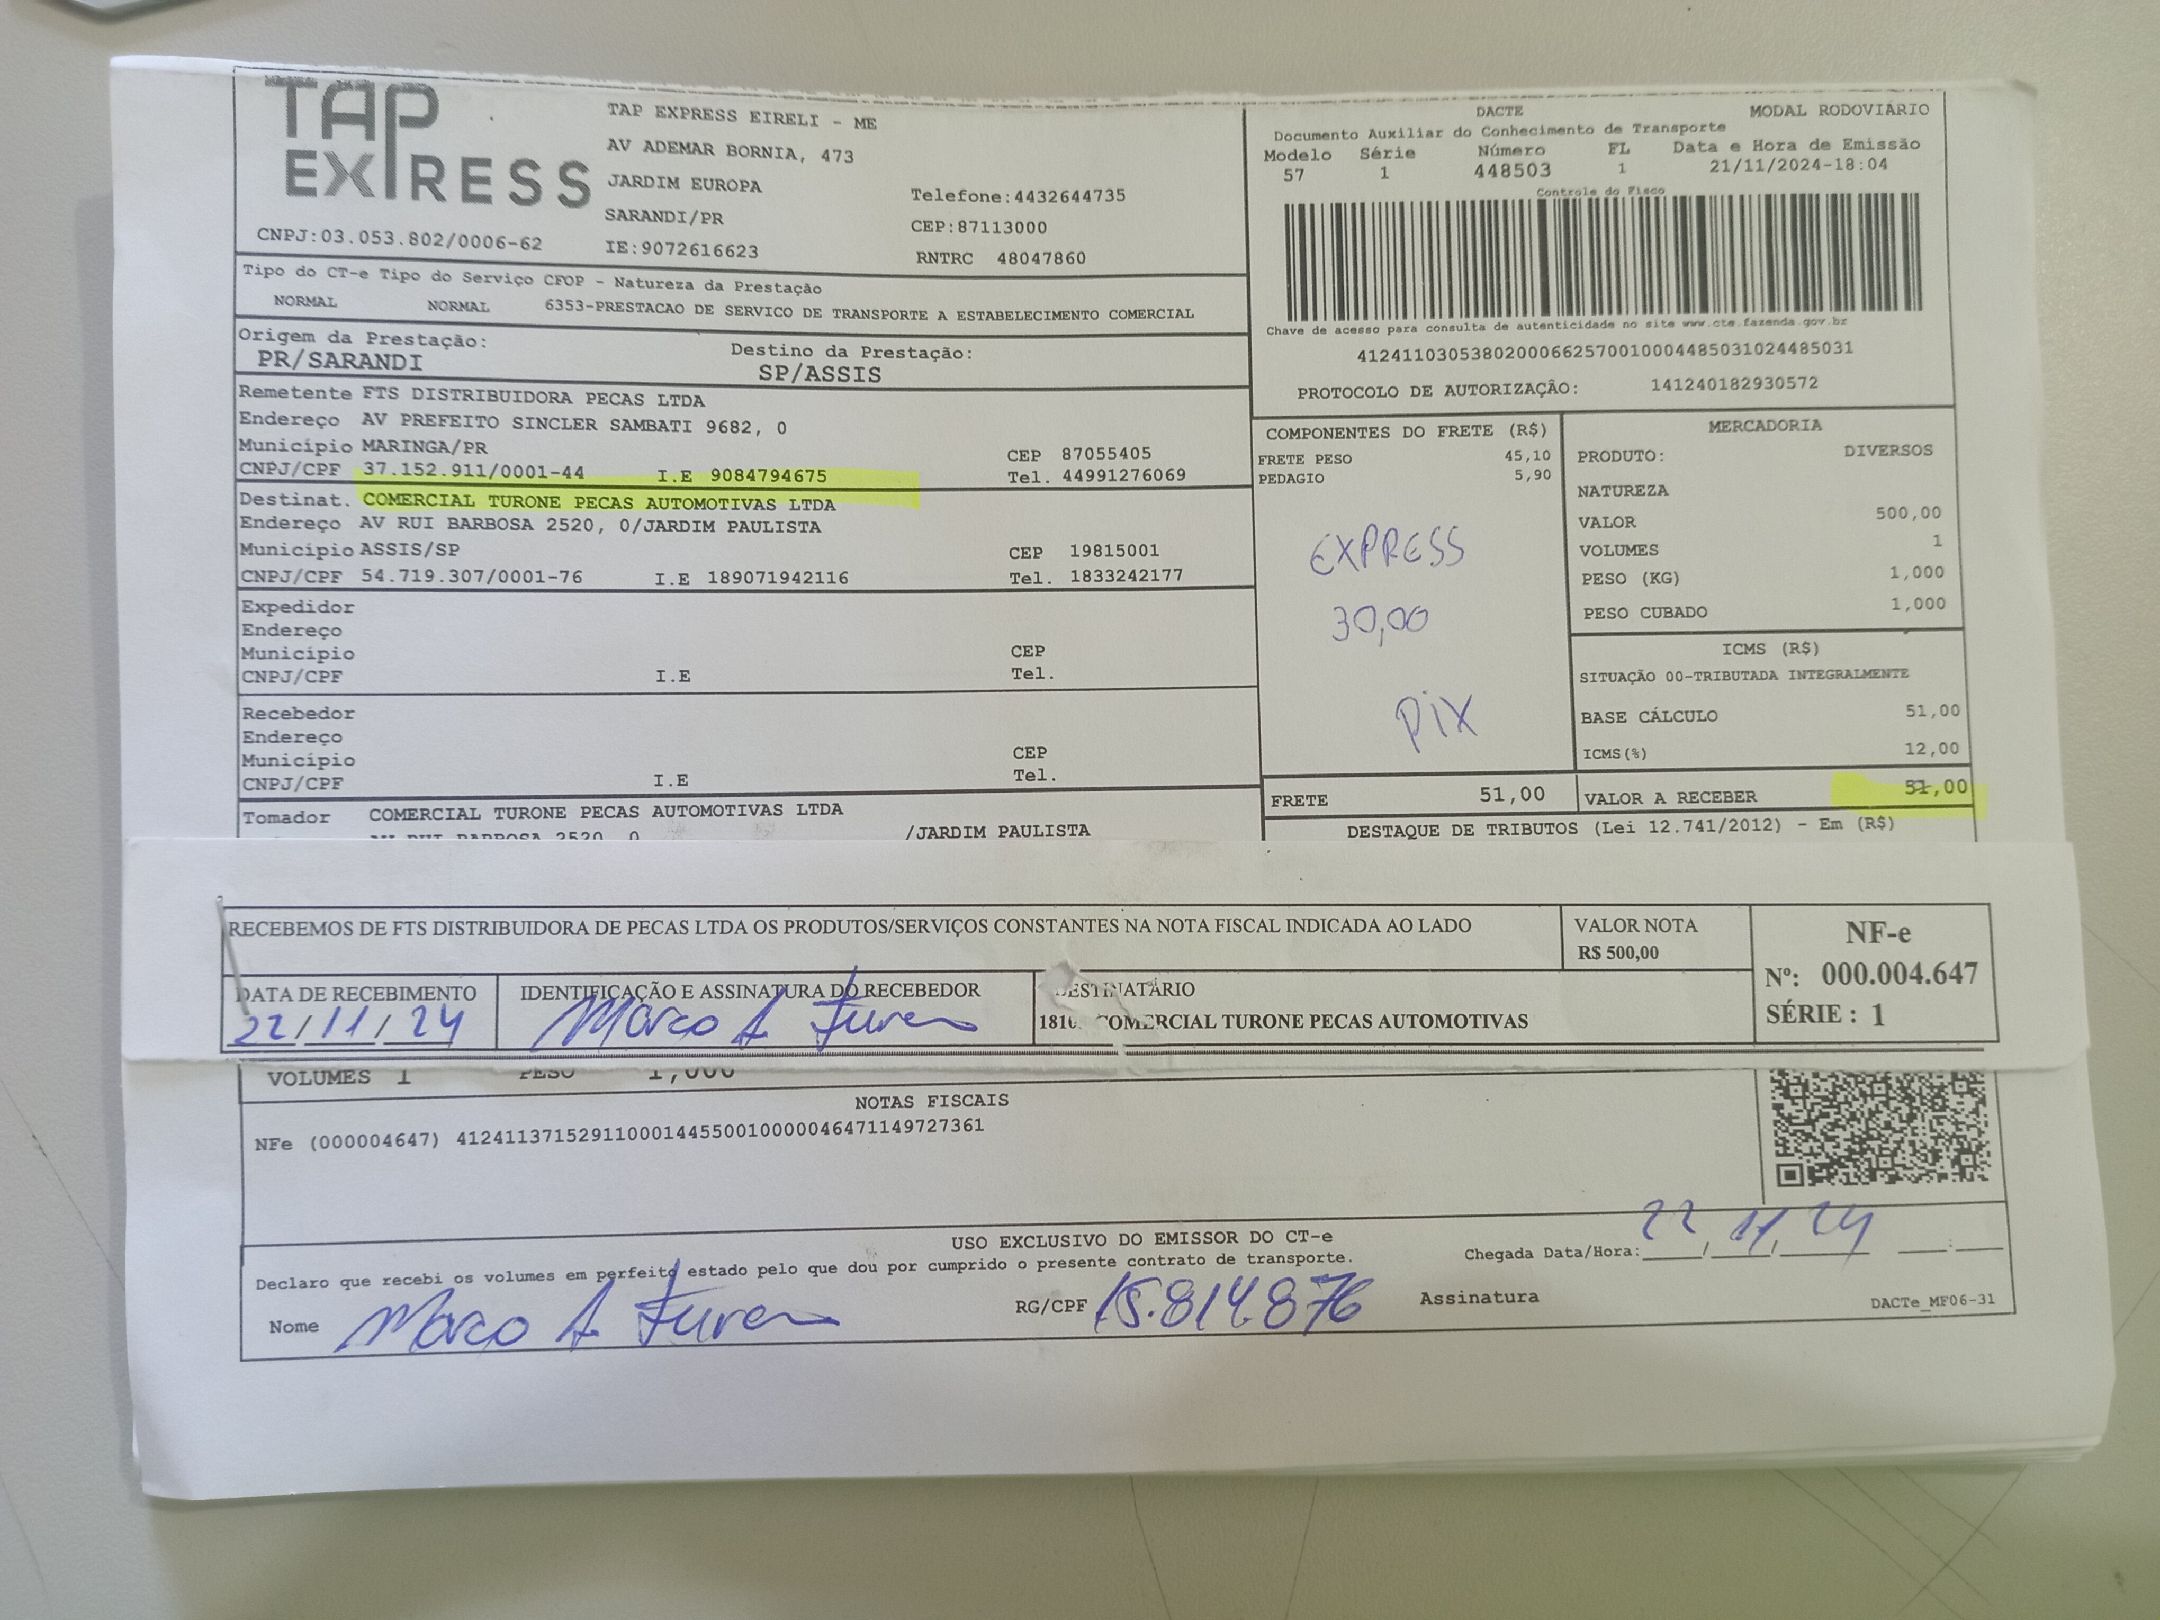 TAP
EXPRESS
CNPJ:03.053.802/0006-62
TAP EXPRESS EIRELI - ME
AV ADEMAR BORNIA, 473
JARDIM EUROPA
SARANDI/PR
IE:9072616623
Telefone:4432644735
CEP:87113000
RNTRC 48047860
DACTE MODAL RODOVIÁRIO
Documento Auxiliar do Conhecimento de Transporte
Modelo Série Número FL Data e Hora de Emissão
57 1 448503 1 21/11/2024-18:04
Controle do Fisco
Chave de acesso para consulta de autenticidade no site www.cte.fazenda.gov.br
41241103053802000662570010004485031024485031
PROTOCOLO DE AUTORIZAÇÃO: 141240182930572
Tipo do CT-e Tipo do Serviço CFOP - Natureza da Prestação
NORMAL NORMAL 6353-PRESTACAO DE SERVICO DE TRANSPORTE A ESTABELECIMENTO COMERCIAL
Origem da Prestação: Destino da Prestação:
PR/SARANDI SP/ASSIS
Remetente FTS DISTRIBUIDORA PECAS LTDA
Endereço AV PREFEITO SINCLER SAMBATI 9682, 0
Município MARINGA/PR CEP 87055405
CNPJ/CPF 37.152.911/0001-44 I.E 9084794675 Tel. 44991276069
Destinat. COMERCIAL TURONE PECAS AUTOMOTIVAS LTDA
Endereço AV RUI BARBOSA 2520, 0/JARDIM PAULISTA
Município ASSIS/SP CEP 19815001
CNPJ/CPF 54.719.307/0001-76 I.E 189071942116 Tel. 1833242177
Expedidor
Endereço
Município CEP
CNPJ/CPF I.E Tel.
Recebedor
Endereço
Município CEP
CNPJ/CPF I.E Tel.
Tomador COMERCIAL TURONE PECAS AUTOMOTIVAS LTDA
AV RUI BARBOSA 2520, 0 /JARDIM PAULISTA
COMPONENTES DO FRETE (R$)
FRETE PESO 45,10
PEDAGIO 5,90
EXPRESS
30,00
PIX
MERCADORIA
PRODUTO: DIVERSOS
NATUREZA
VALOR 500,00
VOLUMES 1
PESO (KG) 1,000
PESO CUBADO 1,000
ICMS (R$)
SITUAÇÃO 00-TRIBUTADA INTEGRALMENTE
BASE CÁLCULO 51,00
ICMS(%) 12,00
FRETE 51,00 VALOR A RECEBER 51,00
DESTAQUE DE TRIBUTOS (Lei 12.741/2012) - Em (R$)
RECEBEMOS DE FTS DISTRIBUIDORA DE PECAS LTDA OS PRODUTOS/SERVIÇOS CONSTANTES NA NOTA FISCAL INDICADA AO LADO
VALOR NOTA
R$ 500,00
NF-e
Nº: 000.004.647
SÉRIE : 1
DATA DE RECEBIMENTO
22/11/24
IDENTIFICAÇÃO E ASSINATURA DO RECEBEDOR
Marco A
DESTINATÁRIO
COMERCIAL TURONE PECAS AUTOMOTIVAS
VOLUMES 1 PESO 1,000
NOTAS FISCAIS
NFe (000004647) 41241137152911000144550010000046471149727361
USO EXCLUSIVO DO EMISSOR DO CT-e
Declaro que recebi os volumes em perfeito estado pelo que dou por cumprido o presente contrato de transporte.
Chegada Data/Hora: 22/11/24 :
Nome Marco A
RG/CPF 15.814.876
Assinatura
DACTe_MF06-31